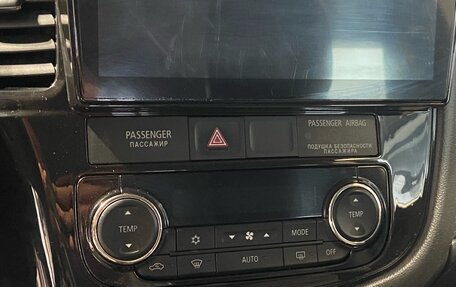 PASSENGER
ПАССАЖИР
PASSENGER AIRBAG
ПОДУШКА БЕЗОПАСНОСТИ
ПАССАЖИРА
TEMP
MODE
TEMP
AUTO
OFF